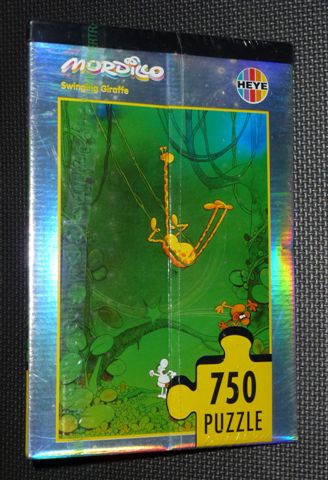 MORDILLO
Swinging Giraffe
HEYE
750
PUZZLE